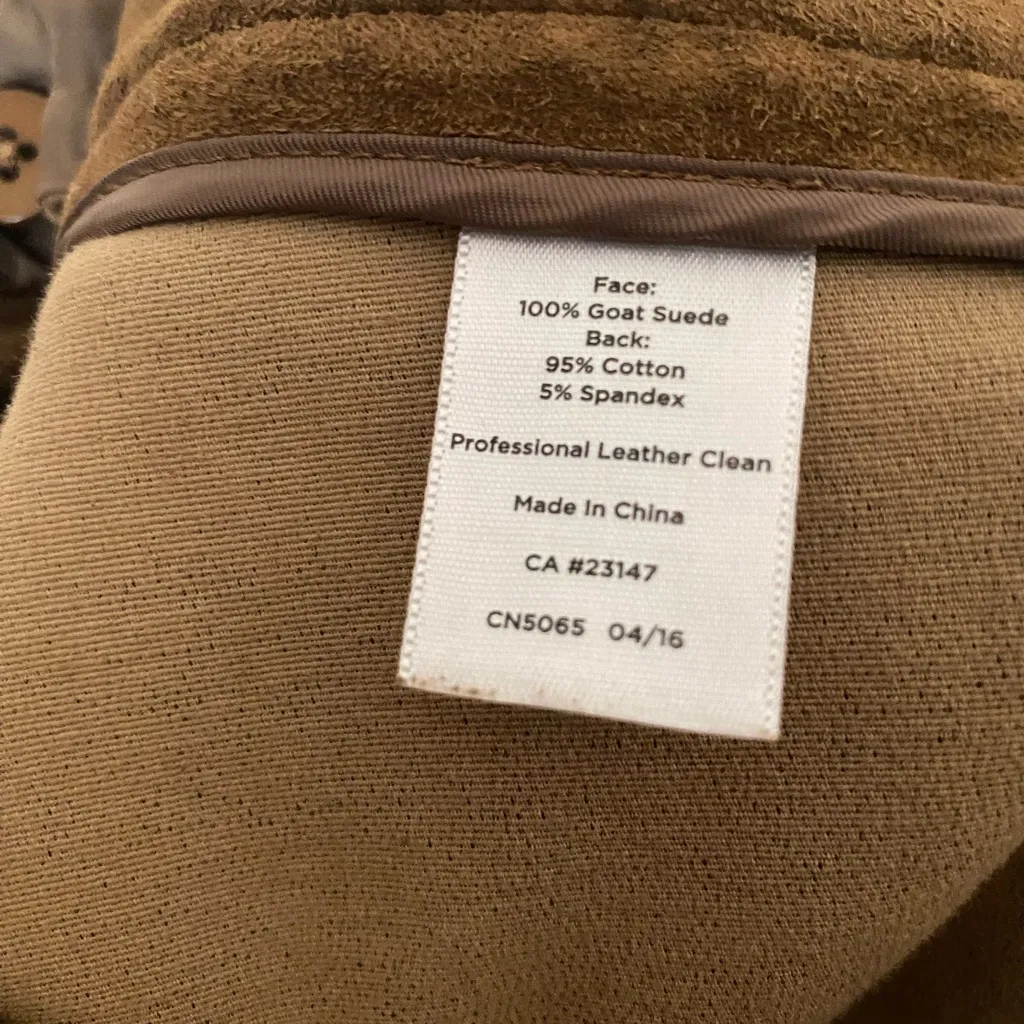 Face:
100% Goat Suede
Back:
95% Cotton
5% Spandex
Professional Leather Clean
Made In China
CA #23147
CN5065 04/16